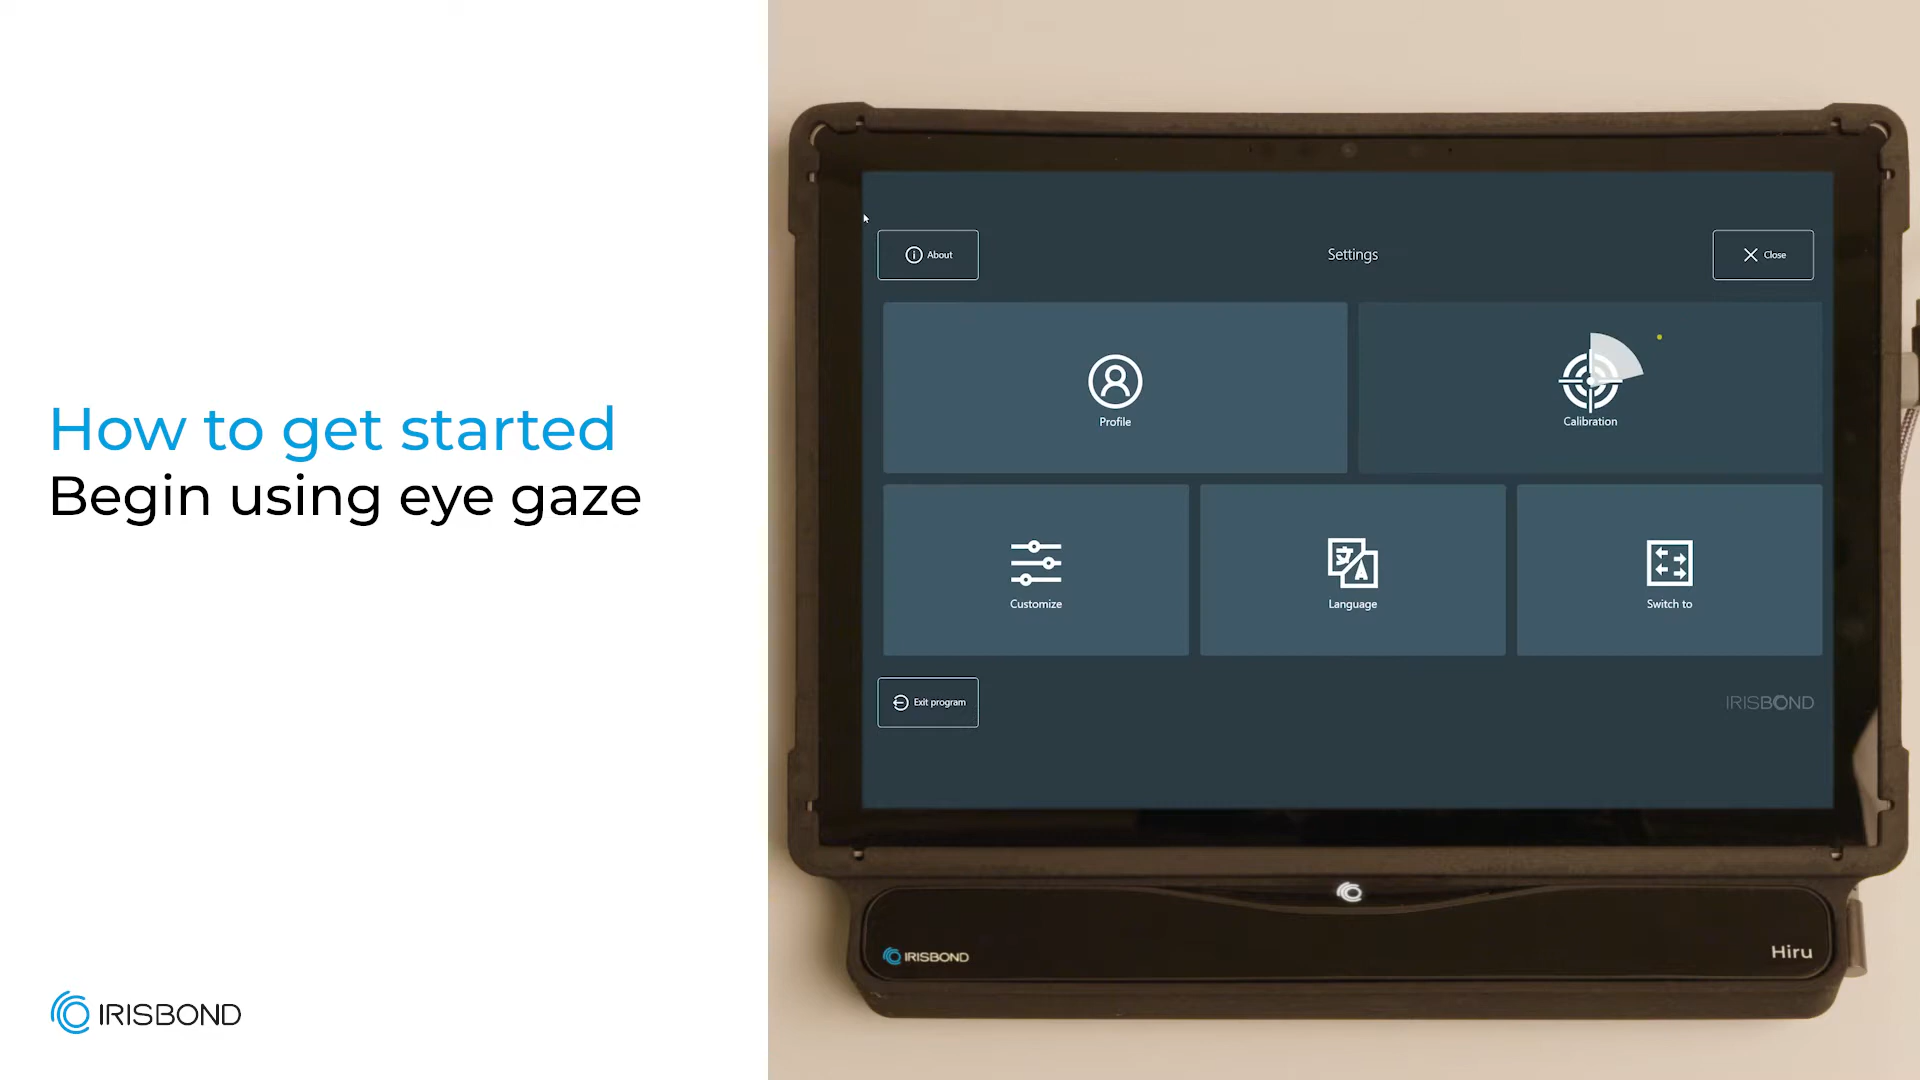 How to get started
Begin using eye gaze
IRISBOND
About
Settings
Close
Profile
Calibration
Customize
Language
Switch to
Exit program
IRISBOND
IRISBOND
Hiru